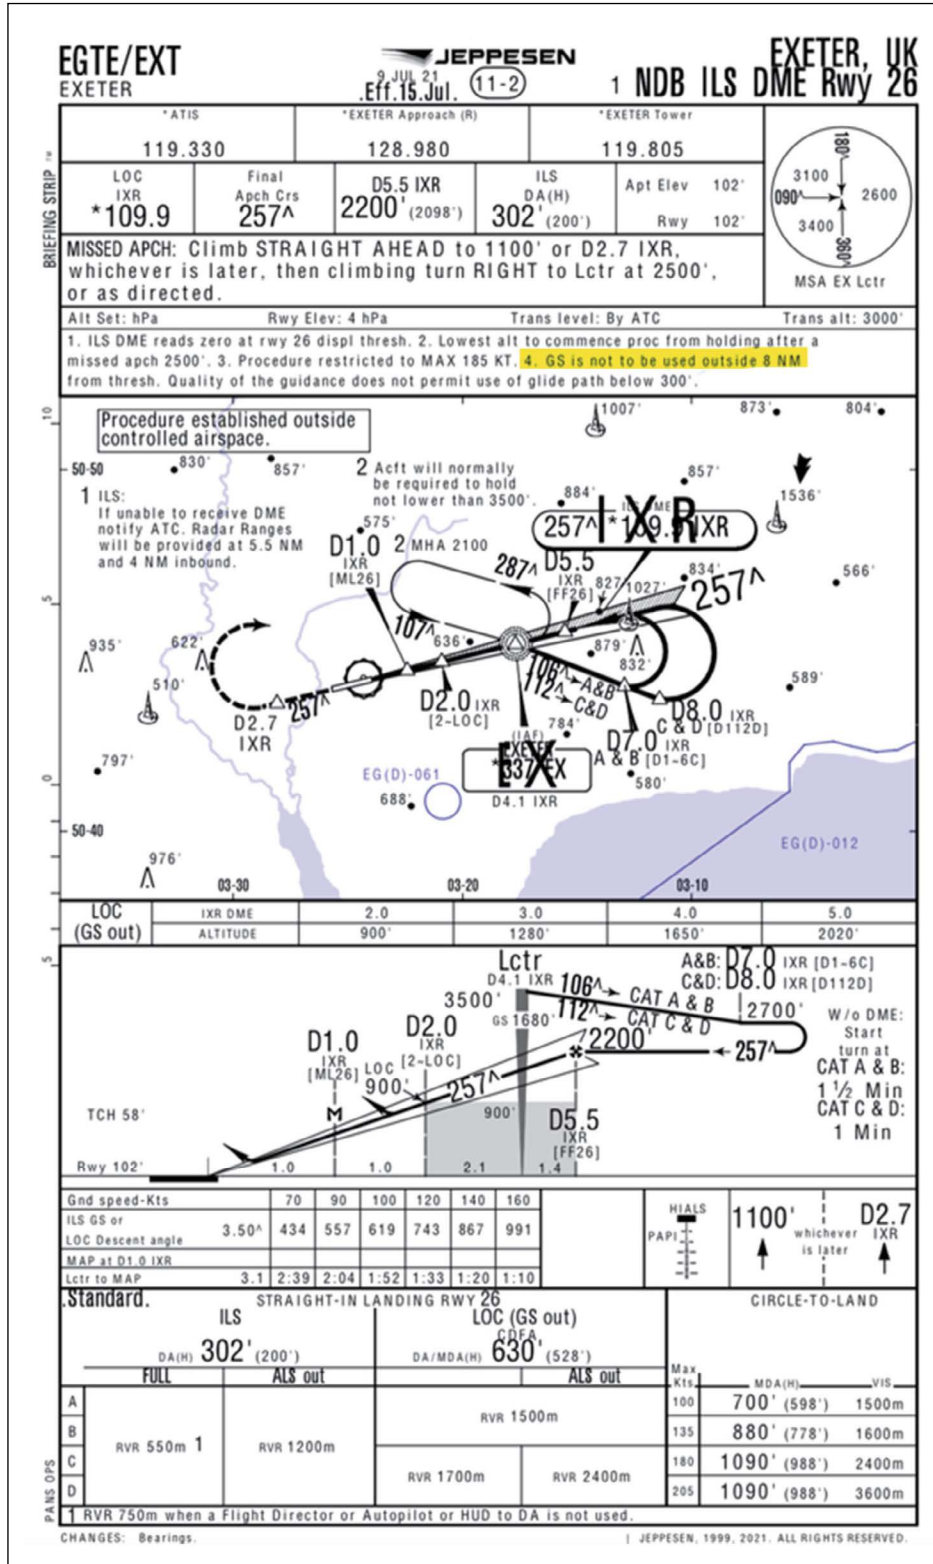 EGTE/EXT
EXETER
JEPPESEN
9 JUL 21
.Eff.15.Jul.
11-2
EXETER, UK
1 NDB ILS DME Rwy 26
BRIEFING STRIP TM
*ATIS
119.330
*EXETER Approach (R)
128.980
*EXETER Tower
119.805
LOC
IXR
*109.9
Final
Apch Crs
257^
D5.5 IXR
2200' (2098')
ILS
DA(H)
302' (200')
Apt Elev 102'
Rwy 102'
180^
3100
090^
2600
3400
360^
MSA EX Lctr
MISSED APCH: Climb STRAIGHT AHEAD to 1100' or D2.7 IXR,
whichever is later, then climbing turn RIGHT to Lctr at 2500',
or as directed.
Alt Set: hPa Rwy Elev: 4 hPa Trans level: By ATC Trans alt: 3000'
1. ILS DME reads zero at rwy 26 displ thresh. 2. Lowest alt to commence proc from holding after a
missed apch 2500'. 3. Procedure restricted to MAX 185 KT. 4. GS is not to be used outside 8 NM
from thresh. Quality of the guidance does not permit use of glide path below 300'.
10
Procedure established outside
controlled airspace.
1007'
873'
804'
50-50
830'
857'
2 Acft will normally
be required to hold
not lower than 3500'.
857'
884'
1536'
1 ILS:
If unable to receive DME
notify ATC. Radar Ranges
will be provided at 5.5 NM
and 4 NM inbound.
575'
ILS DME
257^ *109.9 IXR
IXR
D1.0
IXR
[ML26]
2 MHA 2100
287^
D5.5
IXR
[FF26]
827'
1027'
834'
566'
257^
5
107^
636'
935'
622'
879'
832'
510'
589'
106^ A&B
112^ C&D
257^
D2.7
IXR
D2.0 IXR
[2~LOC]
784'
D8.0 IXR
C & D [D112D]
D7.0 IXR
A & B [D1~6C]
(IAF)
EXETER
*337 EX
EX
D4.1 IXR
580'
797'
EG(D)-061
688'
0
50-40
EG(D)-012
976'
03-30
03-20
03-10
LOC
(GS out)
IXR DME 2.0 3.0 4.0 5.0
ALTITUDE 900' 1280' 1650' 2020'
5
Lctr
D4.1 IXR
3500'
GS 1680'
106^ CAT A & B
112^ CAT C & D
A&B: D7.0 IXR [D1~6C]
C&D: D8.0 IXR [D112D]
2700'
2200'
257^
W/o DME:
Start
turn at
CAT A & B:
1 ½ Min
CAT C & D:
1 Min
D1.0
IXR
[ML26]
D2.0
IXR
[2~LOC]
LOC
900'
257^
M
900'
D5.5
IXR
[FF26]
TCH 58'
Rwy 102'
1.0 1.0 2.1 1.4
Gnd speed-Kts 70 90 100 120 140 160
ILS GS or
LOC Descent angle 3.50^ 434 557 619 743 867 991
MAP at D1.0 IXR
Lctr to MAP 3.1 2:39 2:04 1:52 1:33 1:20 1:10
HIALS
PAPI
1100'
whichever
is later
D2.7
IXR
.Standard.
STRAIGHT-IN LANDING RWY 26
CIRCLE-TO-LAND
ILS
LOC (GS out)
CDFA
DA(H) 302' (200')
DA/MDA(H) 630' (528')
FULL
ALS out
ALS out
Max
Kts
MDA(H)
VIS
A
B
C
D
RVR 550m 1
RVR 1200m
RVR 1500m
RVR 1700m
RVR 2400m
100 700' (598') 1500m
135 880' (778') 1600m
180 1090' (988') 2400m
205 1090' (988') 3600m
PANS OPS
1 RVR 750m when a Flight Director or Autopilot or HUD to DA is not used.
CHANGES: Bearings.
| JEPPESEN, 1999, 2021. ALL RIGHTS RESERVED.